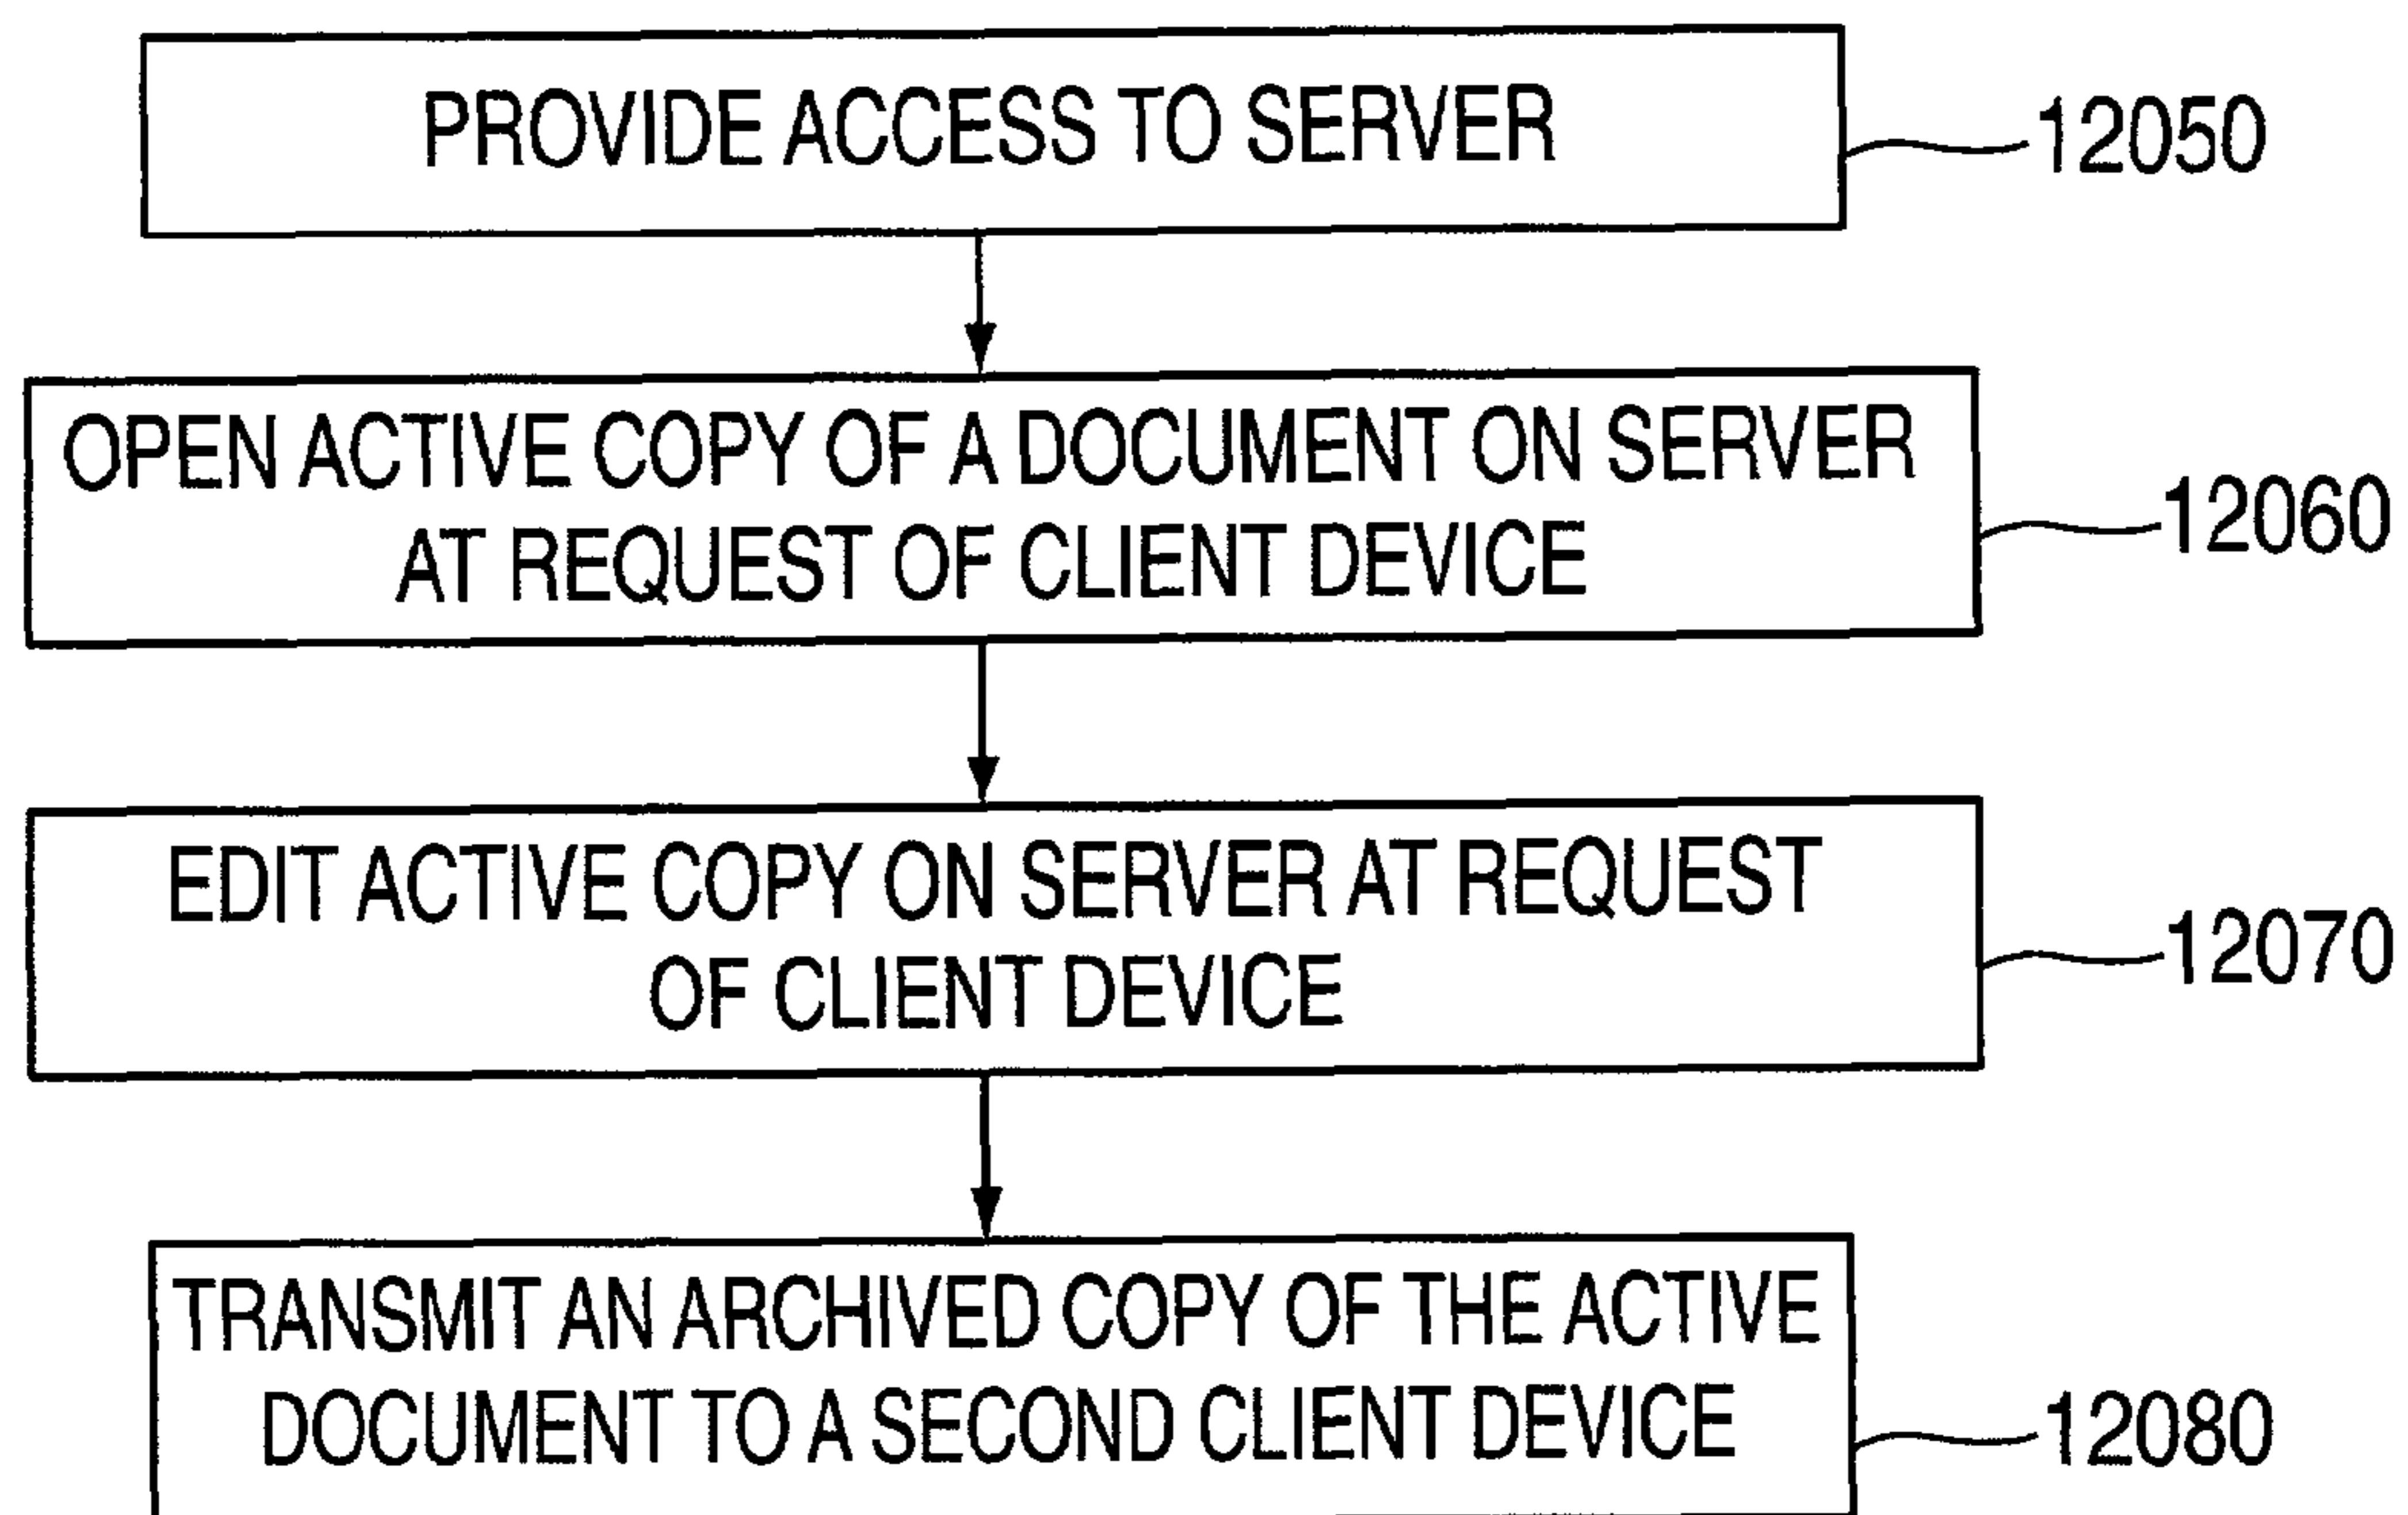 PROVIDE ACCESS TO SERVER
12050
OPEN ACTIVE COPY OF A DOCUMENT ON SERVER
AT REQUEST OF CLIENT DEVICE
12060
EDIT ACTIVE COPY ON SERVER AT REQUEST
OF CLIENT DEVICE
12070
TRANSMIT AN ARCHIVED COPY OF THE ACTIVE
DOCUMENT TO A SECOND CLIENT DEVICE
12080